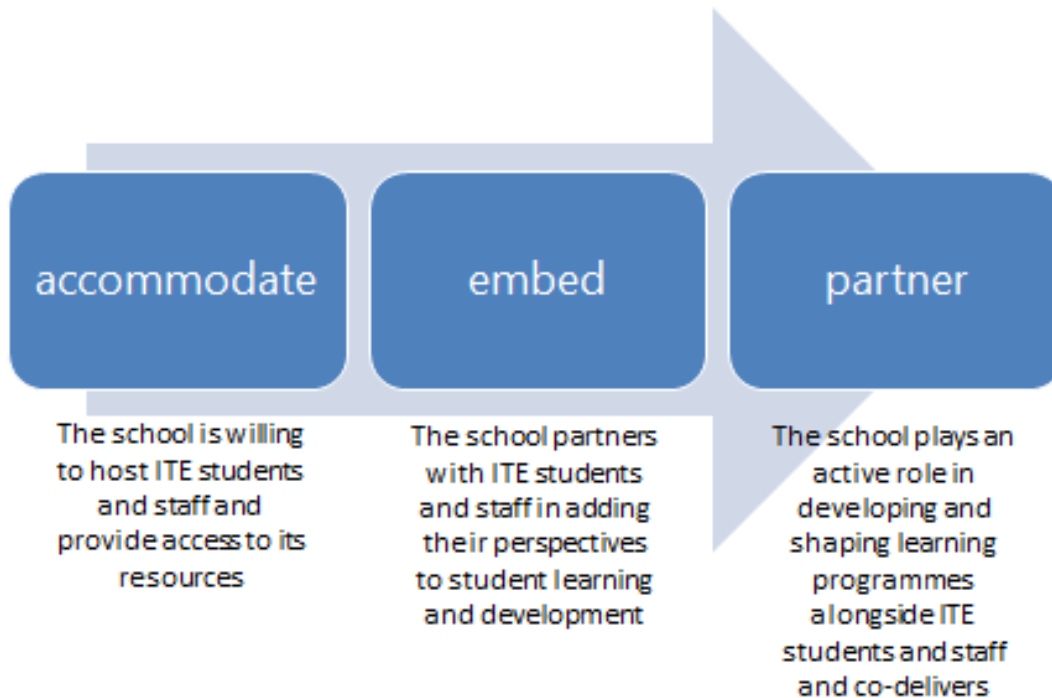 accommodate
The school is willing
to host ITE students
and staff and
provide access to its
resources
embed
The school partners
with ITE students
and staff in adding
their perspectives
to student learning
and development
partner
The school plays an
active role in
developing and
shaping learning
programmes
alongside ITE
students and staff
and co-delivers